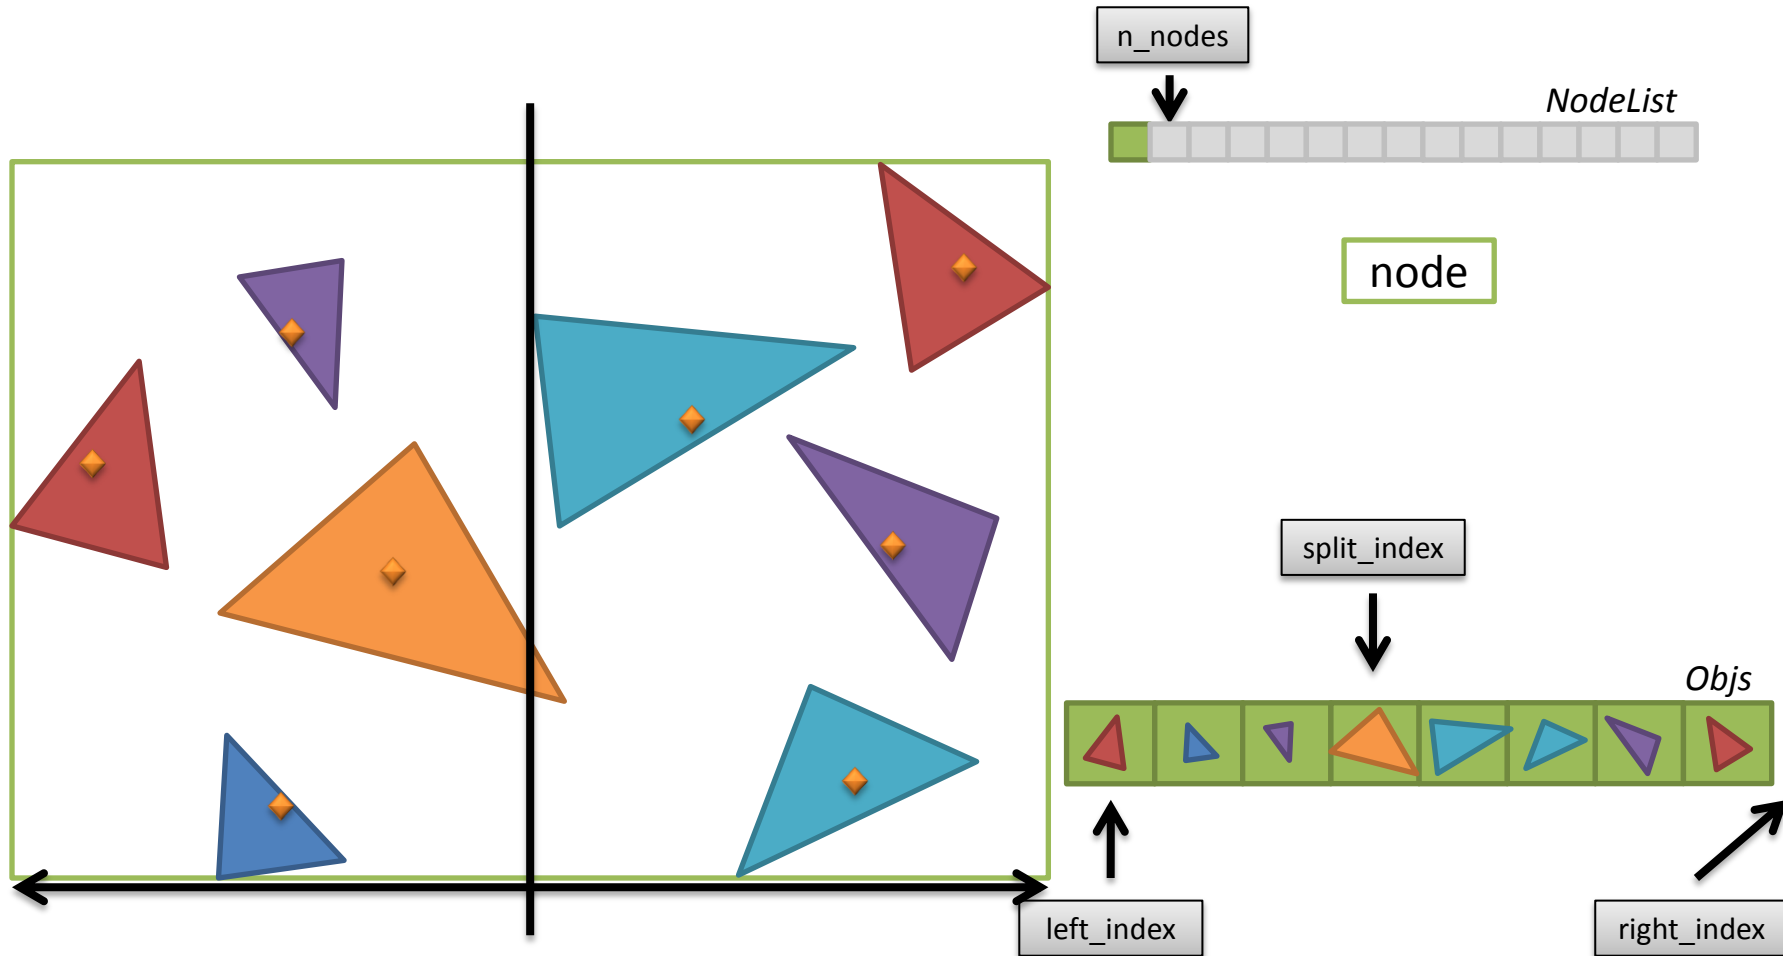 n_nodes
NodeList
node
split_index
Objs
left_index
right_index